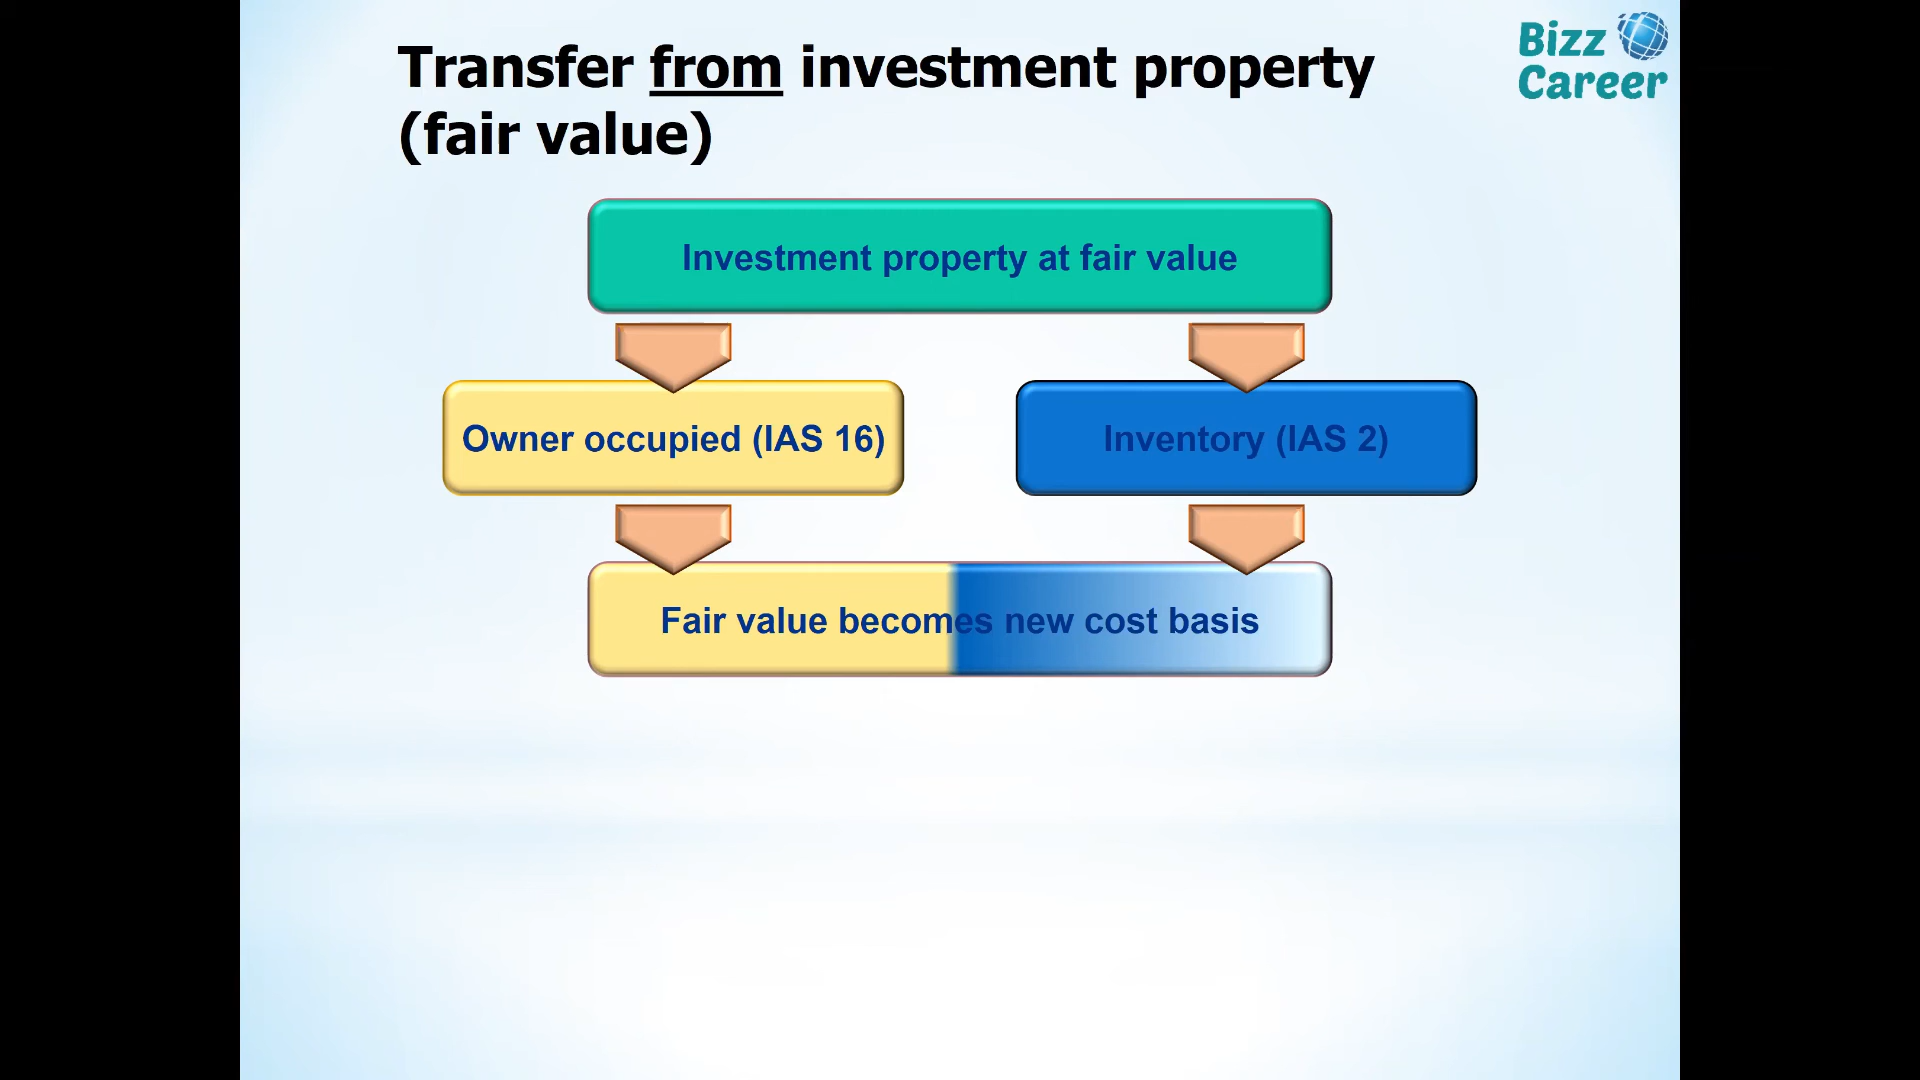 Transfer from investment property
(fair value)
Bizz
Career
Investment property at fair value
Owner occupied (IAS 16)
Inventory (IAS 2)
Fair value becomes new cost basis